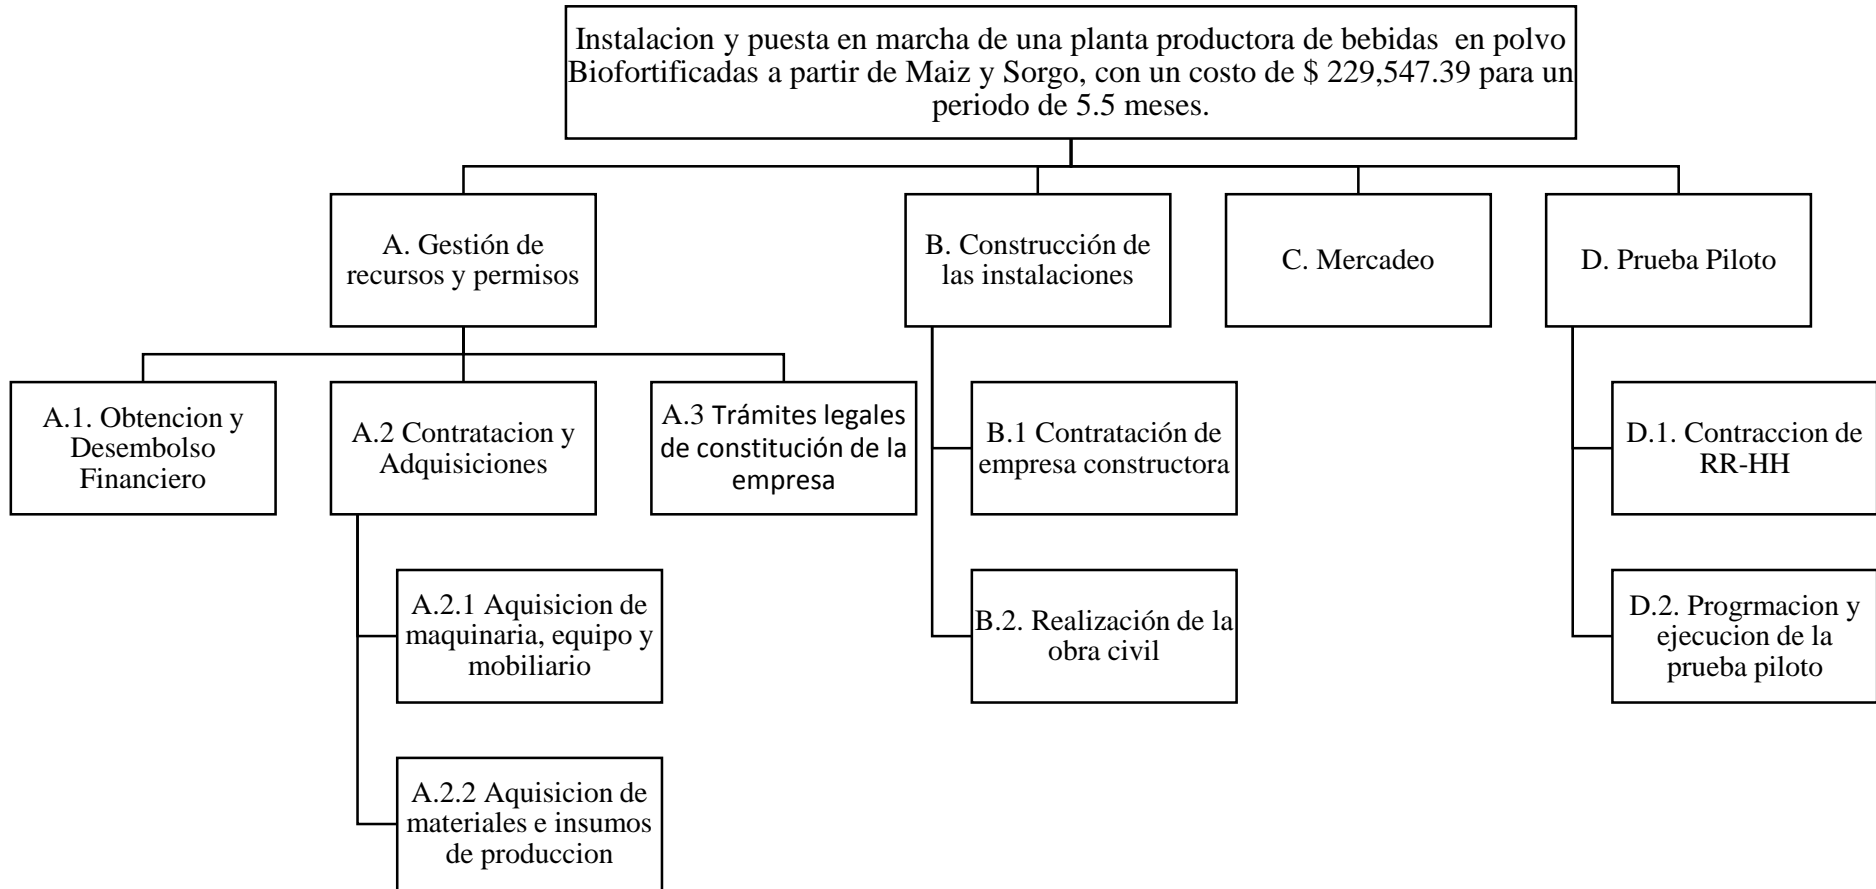 Instalacion y puesta en marcha de una planta productora de bebidas en polvo
Biofortificadas a partir de Maiz y Sorgo, con un costo de $ 229,547.39 para un
periodo de 5.5 meses.
A. Gestión de
recursos y permisos
B. Construcción de
las instalaciones
C. Mercadeo
D. Prueba Piloto
A.1. Obtencion y
Desembolso
Financiero
A.2 Contratacion y
Adquisiciones
A.3 Trámites legales
de constitución de la
empresa
B.1 Contratación de
empresa constructora
D.1. Contraccion de
RR-HH
A.2.1 Aquisicion de
maquinaria, equipo y
mobiliario
B.2. Realización de la
obra civil
D.2. Progrmacion y
ejecucion de la
prueba piloto
A.2.2 Aquisicion de
materiales e insumos
de produccion